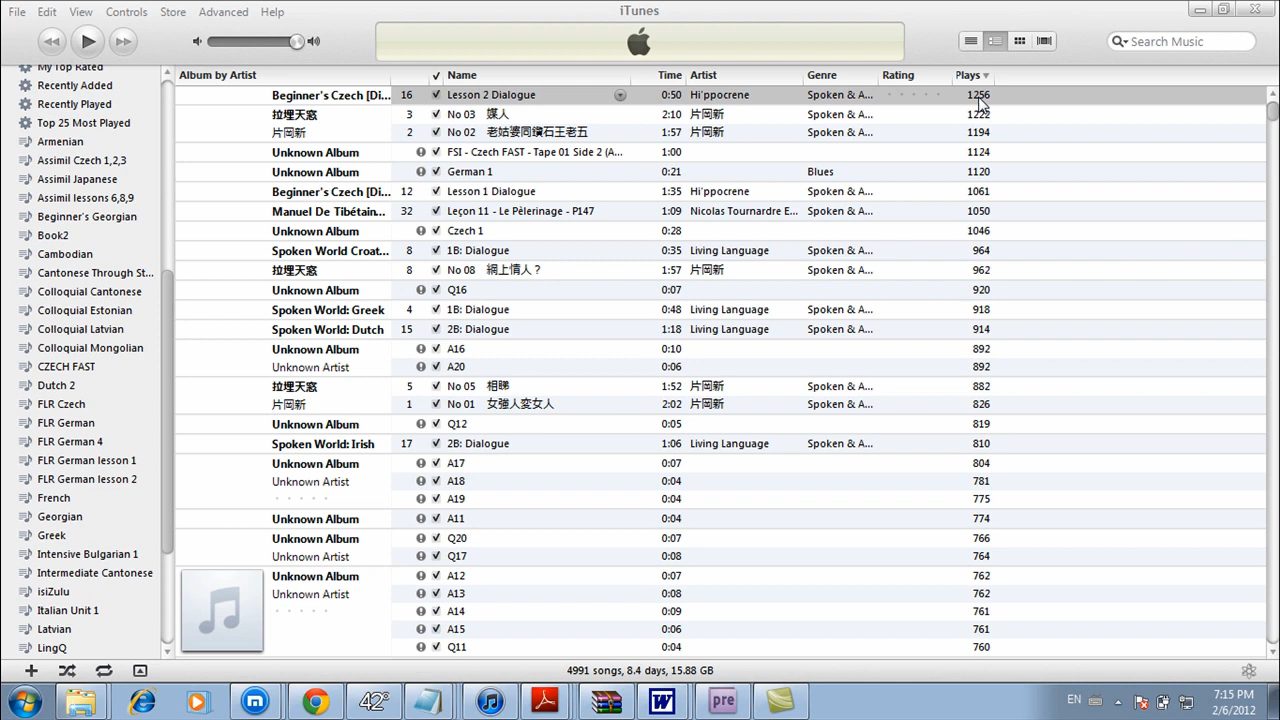 File Edit View Controls Store Advanced Help
iTunes
Search Music
Album by Artist ✓ Name Time Artist Genre Rating Plays
My Top Rated
Recently Added
Recently Played
Top 25 Most Played
Armenian
Assimil Czech 1,2,3
Assimil Japanese
Assimil lessons 6,8,9
Beginner's Georgian
Book2
Cambodian
Cantonese Through St...
Colloquial Cantonese
Colloquial Estonian
Colloquial Latvian
Colloquial Mongolian
CZECH FAST
Dutch 2
FLR Czech
FLR German
FLR German 4
FLR German lesson 1
FLR German lesson 2
French
Georgian
Greek
Intensive Bulgarian 1
Intermediate Cantonese
isiZulu
Italian Unit 1
Latvian
LingQ
Beginner's Czech [Di... 16 Lesson 2 Dialogue 0:50 Hi'ppocrene Spoken & A... 1256
拉埋天窓 3 No 03 媒人 2:10 片岡新 Spoken & A... 1222
片岡新 2 No 02 老姑婆同鑽石王老五 1:57 片岡新 Spoken & A... 1194
Unknown Album FSI - Czech FAST - Tape 01 Side 2 (A... 1:00 1124
Unknown Album German 1 0:21 Blues 1120
Beginner's Czech [Di... 12 Lesson 1 Dialogue 1:35 Hi'ppocrene Spoken & A... 1061
Manuel De Tibétain... 32 Leçon 11 - Le Pèlerinage - P147 1:09 Nicolas Tournardre E... Spoken & A... 1050
Unknown Album Czech 1 0:28 1046
Spoken World Croat... 8 1B: Dialogue 0:35 Living Language Spoken & A... 964
拉埋天窓 8 No 08 網上情人？ 1:57 片岡新 Spoken & A... 962
Unknown Album Q16 0:07 920
Spoken World: Greek 4 1B: Dialogue 0:48 Living Language Spoken & A... 918
Spoken World: Dutch 15 2B: Dialogue 1:18 Living Language Spoken & A... 914
Unknown Album A16 0:10 892
Unknown Artist A20 0:06 892
拉埋天窓 5 No 05 相睇 1:52 片岡新 Spoken & A... 882
片岡新 1 No 01 女強人変女人 2:02 片岡新 Spoken & A... 826
Unknown Album Q12 0:05 819
Spoken World: Irish 17 2B: Dialogue 1:06 Living Language Spoken & A... 810
Unknown Album A17 0:07 804
Unknown Artist A18 0:04 781
A19 0:04 775
Unknown Album A11 0:04 774
Unknown Album Q20 0:07 766
Unknown Artist Q17 0:08 764
Unknown Album A12 0:07 762
Unknown Artist A13 0:08 762
A14 0:09 761
A15 0:06 761
Q11 0:04 760
4991 songs, 8.4 days, 15.88 GB
42° W pre EN 7:15 PM
2/6/2012